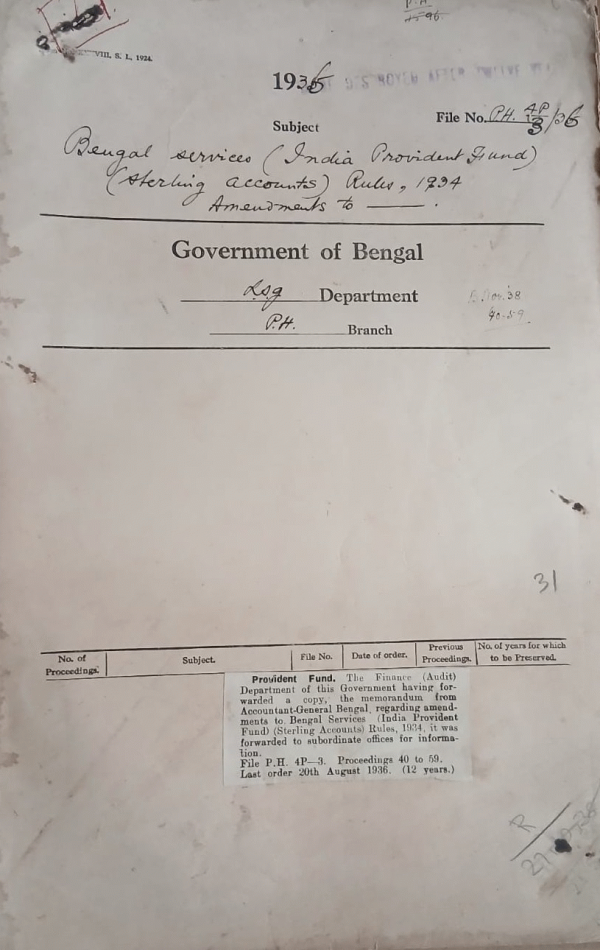 P.H
VIII, S. I., 1924.
1936
File No. P.H. 4P/3/36
Subject
Bengal services (India Provident Fund)
(Sterling accounts) Rules, 1934
Amendments to — .
Government of Bengal
L.S.G Department
P.H. Branch
'38
40-59
31
No. of Proceedings. Subject. File No. Date of order. Previous Proceedings. No. of years for which to be Preserved.
Provident Fund. The Finance (Audit)
Department of this Government having for-
warded a copy, the memorandum from
Accountant-General Bengal, regarding amend-
ments to Bengal Services (India Provident
Fund) (Sterling Accounts) Rules, 1934, it was
forwarded to subordinate offices for informa-
tion.
File P.H. 4P—3. Proceedings 40 to 59.
Last order 20th August 1936. (12 years.)
R